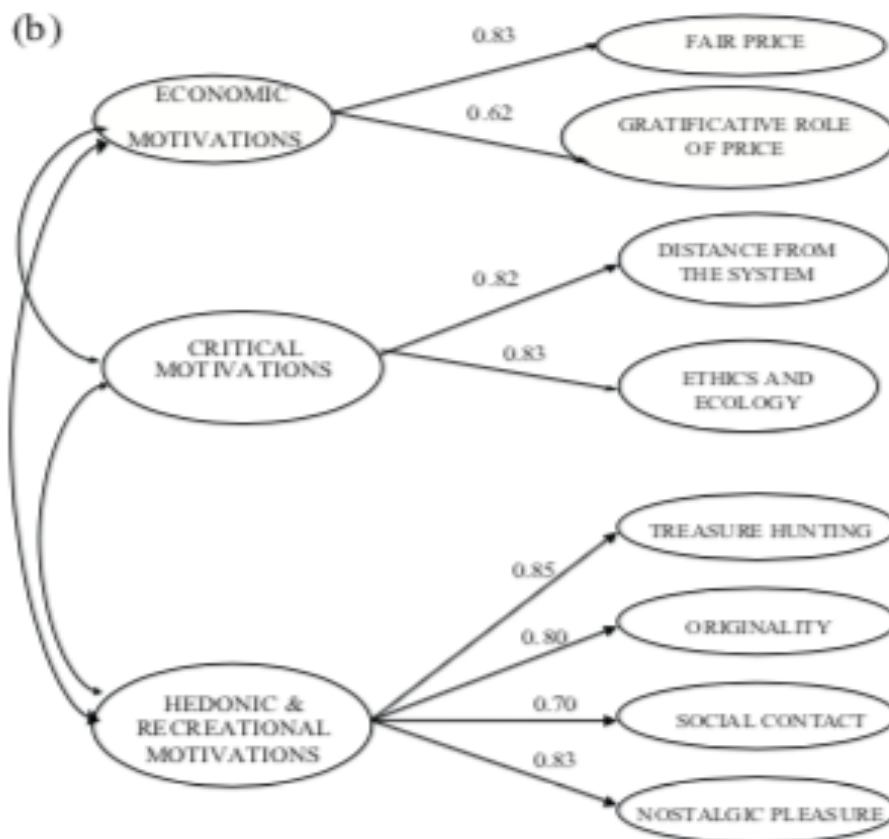 (b)
0.83
FAIR PRICE
ECONOMIC
MOTIVATIONS
0.62
GRATIFICATIVE ROLE
OF PRICE
DISTANCE FROM
THE SYSTEM
0.82
CRITICAL
MOTIVATIONS
0.83
ETHICS AND
ECOLOGY
TREASURE HUNTING
0.85
0.80
ORIGINALITY
HEDONIC &
RECREATIONAL
MOTIVATIONS
0.70
SOCIAL CONTACT
0.83
NOSTALGIC PLEASURE